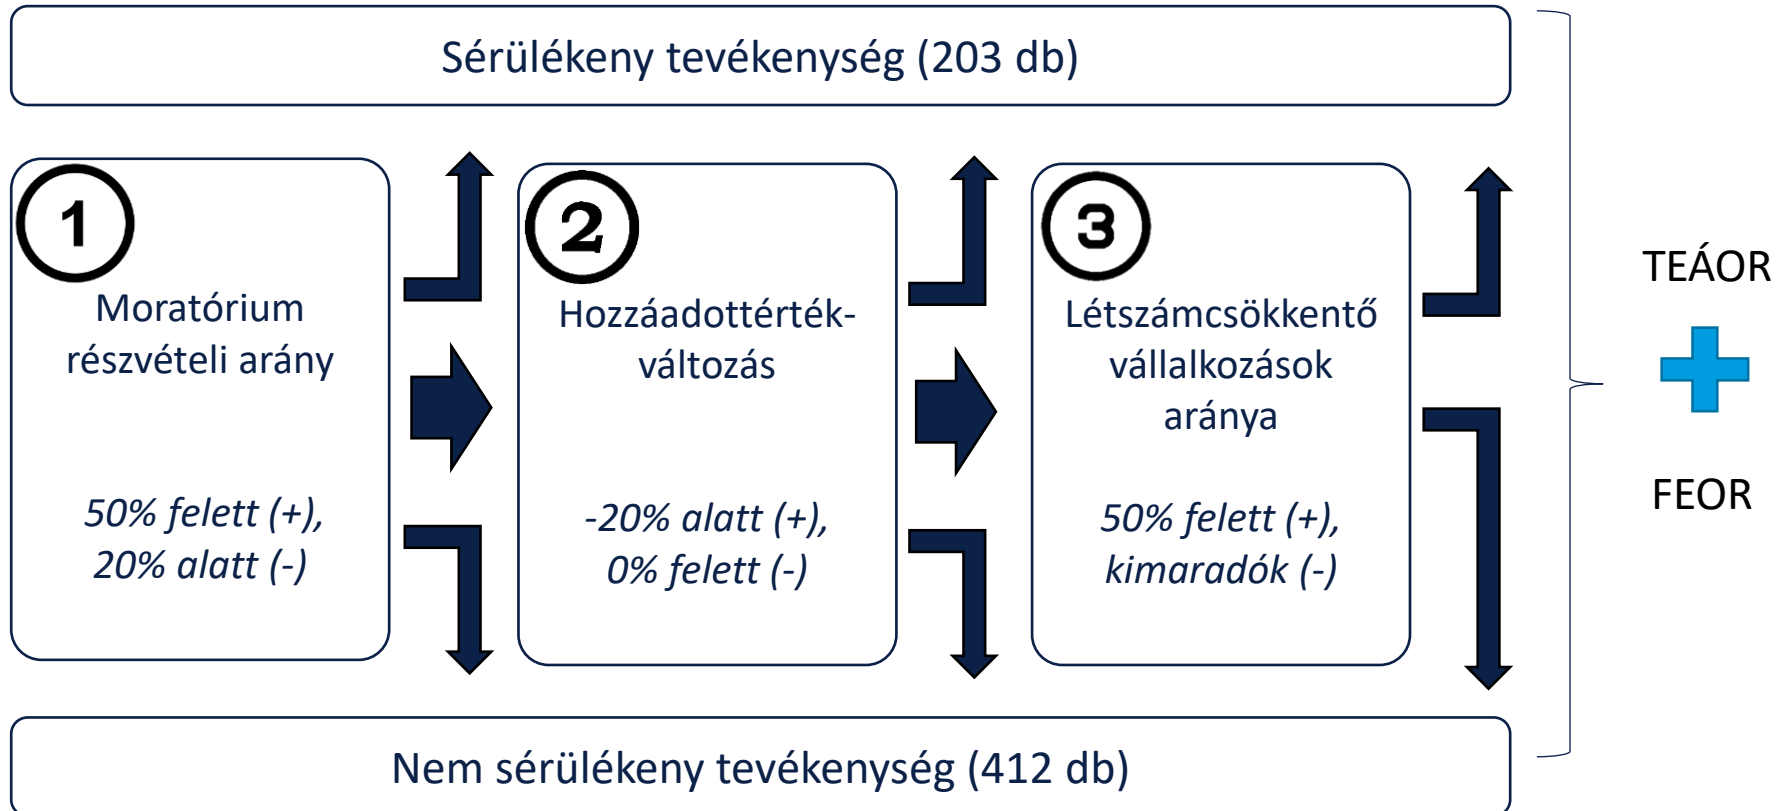 Sérülékeny tevékenység (203 db)
1
Moratórium
részvételi arány
50% felett (+),
20% alatt (-)
2
Hozzáadottérték-
változás
-20% alatt (+),
0% felett (-)
3
Létszámcsökkentő
vállalkozások
aránya
50% felett (+),
kimaradók (-)
TEÁOR
FEOR
Nem sérülékeny tevékenység (412 db)